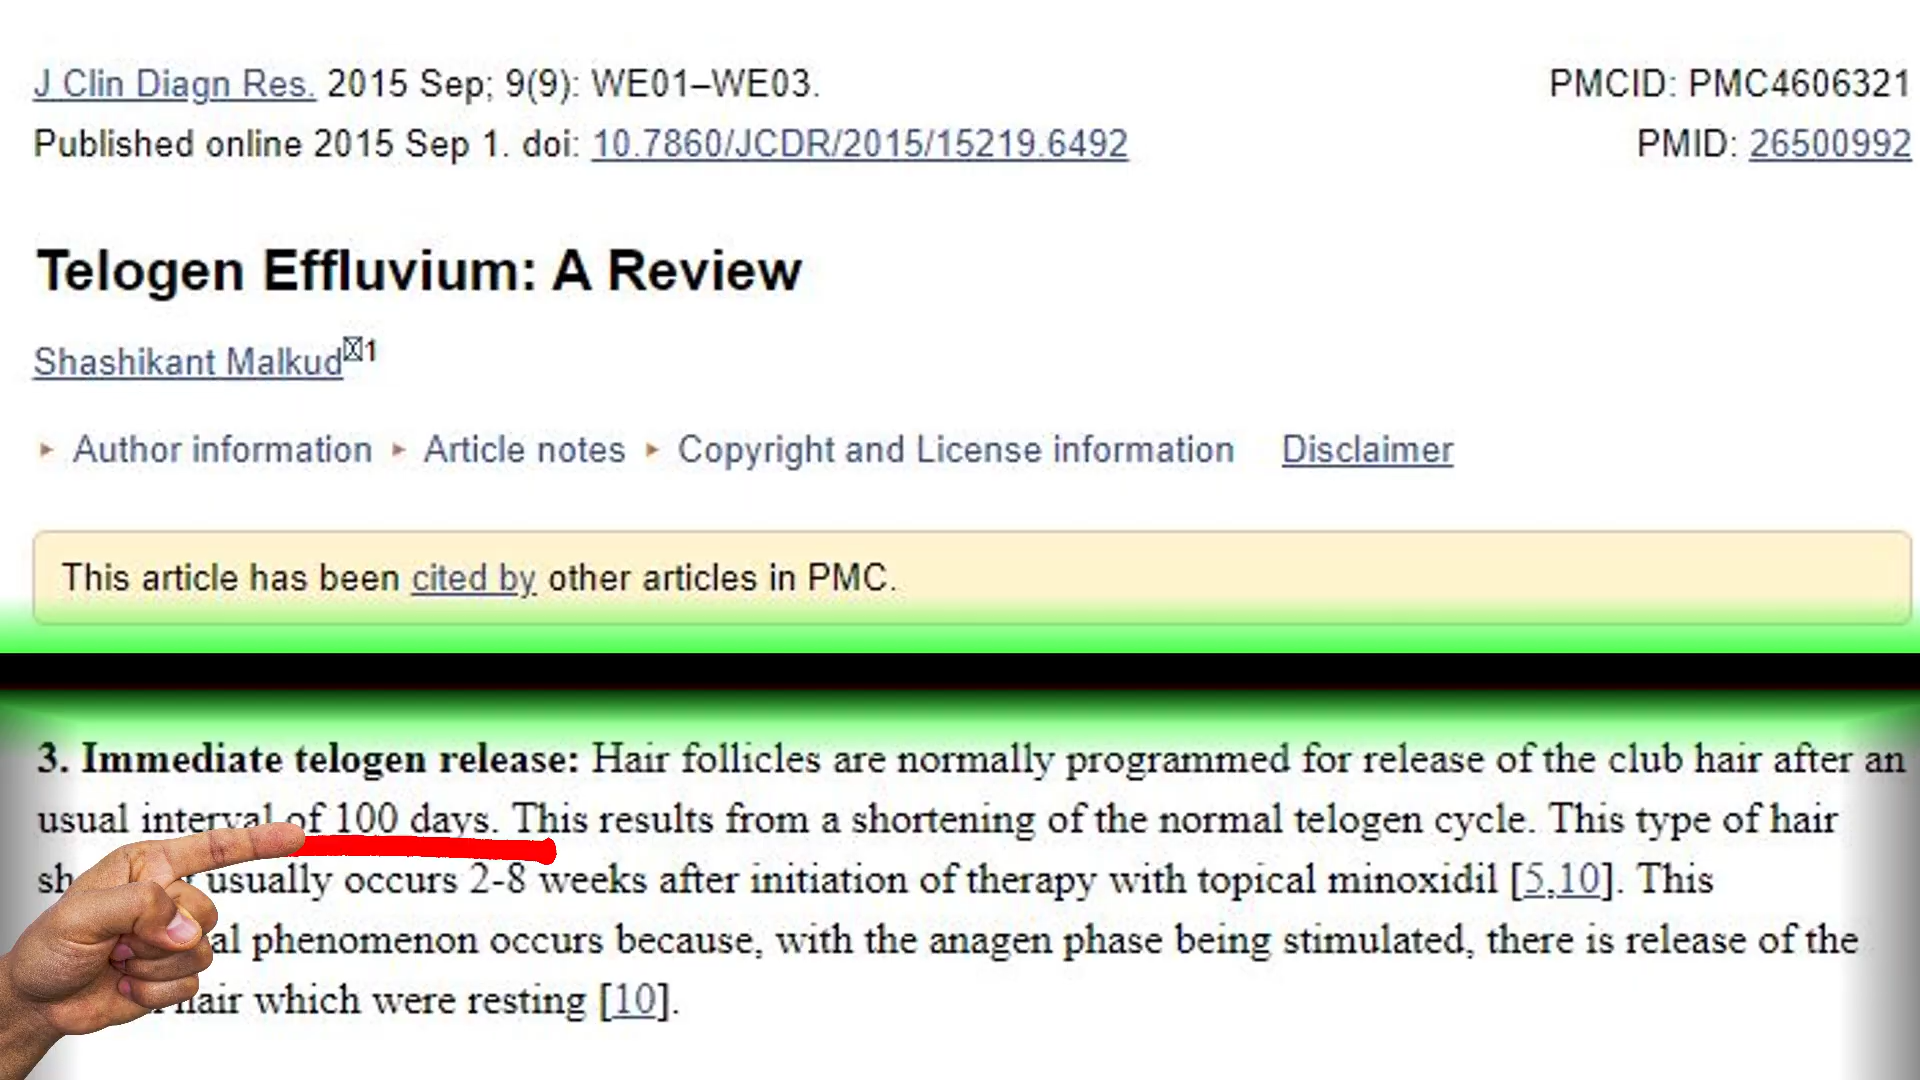 J Clin Diagn Res. 2015 Sep; 9(9): WE01–WE03.
PMCID: PMC4606321
Published online 2015 Sep 1. doi: 10.7860/JCDR/2015/15219.6492
PMID: 26500992
Telogen Effluvium: A Review
Shashikant Malkud 1
Author information Article notes Copyright and License information Disclaimer
This article has been cited by other articles in PMC.
3. Immediate telogen release: Hair follicles are normally programmed for release of the club hair after an
usual interval of 100 days. This results from a shortening of the normal telogen cycle. This type of hair
usually occurs 2-8 weeks after initiation of therapy with topical minoxidil [5,10]. This
phenomenon occurs because, with the anagen phase being stimulated, there is release of the
hair which were resting [10].